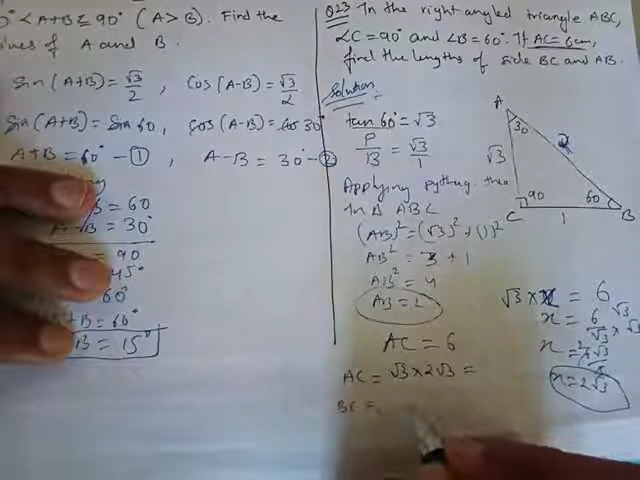 0° < A+B ≤ 90° (A > B). Find the
A and B.
Sin(A+B) = √3/2 , Cos(A-B) = √3/2
Sin(A+B) = Sin 60, Cos(A-B) = Cos 30°
A+B = 60° - ① , A-B = 30° - ②
B = 60
A - B = 30°
= 90
45°
60°
+B = 60°
B = 15°
Q23 In the right angled triangle ABC,
∠C = 90° and ∠B = 60°. If AC = 6cm,
find the lengths of side BC and AB.
Solution:
tan 60° = √3
P/B = √3/1
Applying pythag. theo
In Δ ABC
(AB)² = (√3)² + (1)²
AB² = 3 + 1
AB² = 4
AB = 2
AC = 6
AC = √3 × 2√3 =
BC =
A
30
2
√3
90
60
C
1
B
√3 × x = 6
x = 6/√3 × √3
x = 6√3
x = 2√3